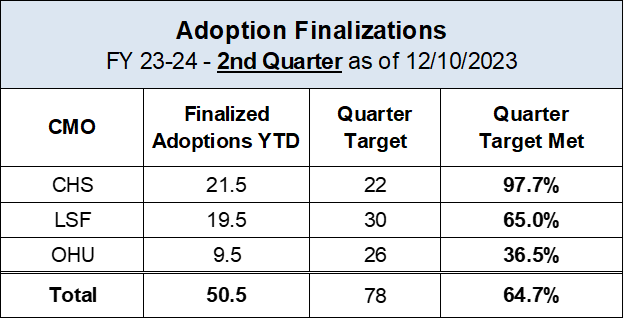 Adoption Finalizations
FY 23-24 - 2nd Quarter as of 12/10/2023
CMO Finalized Adoptions YTD Quarter Target Quarter Target Met
CHS 21.5 22 97.7%
LSF 19.5 30 65.0%
OHU 9.5 26 36.5%
Total 50.5 78 64.7%